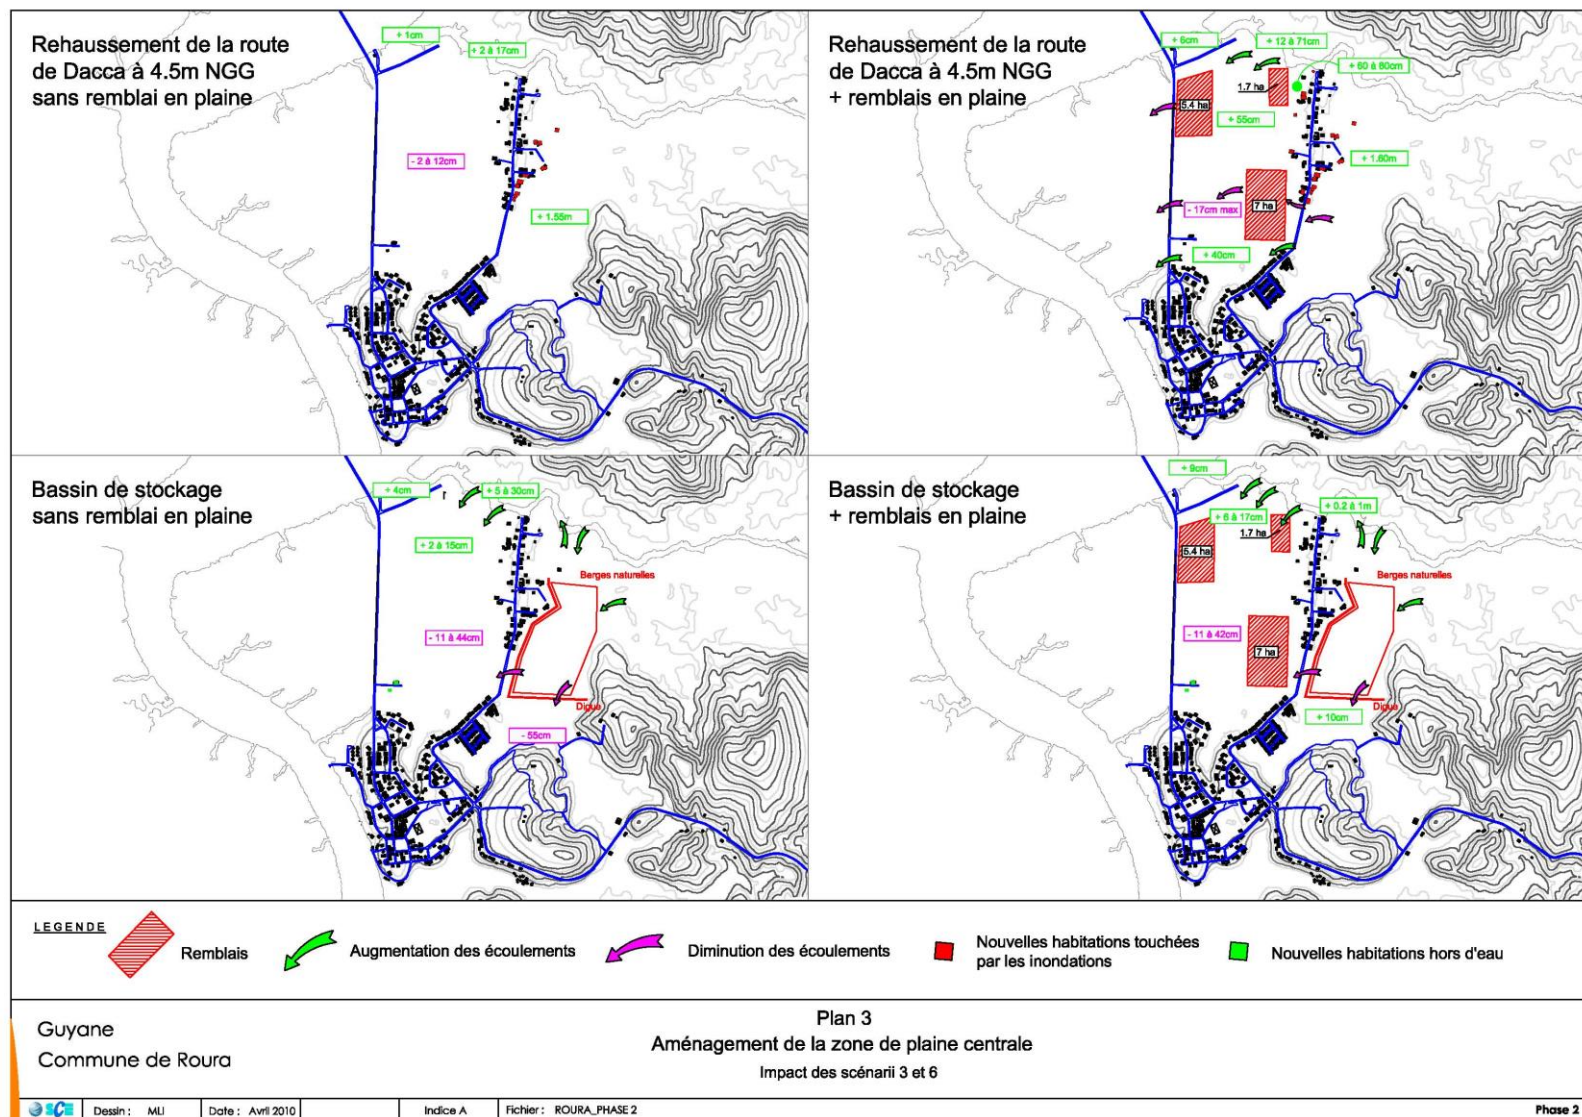 Rehaussement de la route
de Dacca à 4.5m NGG
sans remblai en plaine
+ 1cm
+ 2 à 17cm
- 2 à 12cm
+ 1.55m
Rehaussement de la route
de Dacca à 4.5m NGG
+ remblais en plaine
+ 6cm
+ 12 à 71cm
+ 60 à 80cm
1.7 ha
5.4 ha
+ 55cm
+ 1.60m
- 17cm max
7 ha
+ 40cm
Bassin de stockage
sans remblai en plaine
+ 4cm
+ 5 à 30cm
+ 2 à 15cm
Berges naturelles
- 11 à 44cm
Digue
- 55cm
Bassin de stockage
+ remblais en plaine
+ 9cm
+ 0.2 à 1m
+ 6 à 17cm
1.7 ha
5.4 ha
Berges naturelles
- 11 à 42cm
7 ha
Digue
+ 10cm
LEGENDE
Remblais
Augmentation des écoulements
Diminution des écoulements
Nouvelles habitations touchées
par les inondations
Nouvelles habitations hors d'eau
Guyane
Commune de Roura
Plan 3
Aménagement de la zone de plaine centrale
Impact des scénarii 3 et 6
SCE
Dessin : MLI
Date : Avril 2010
Indice A
Fichier : ROURA_PHASE 2
Phase 2